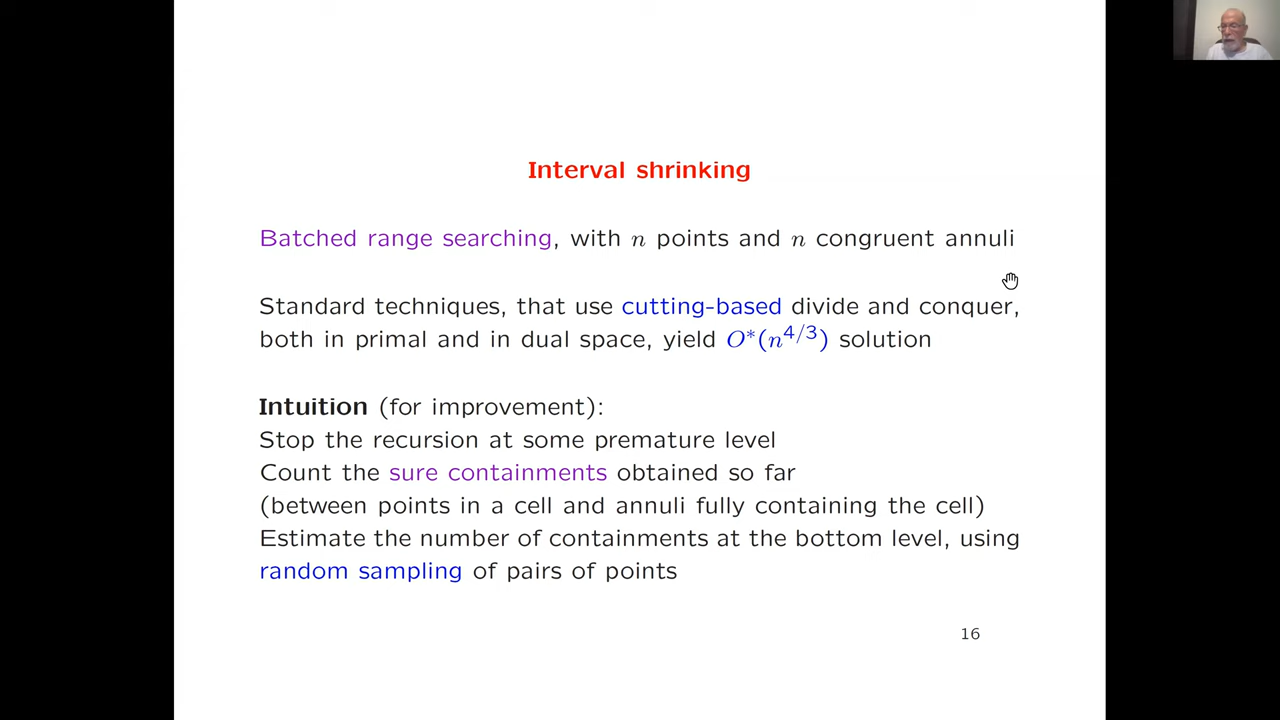 Interval shrinking
Batched range searching, with n points and n congruent annuli
Standard techniques, that use cutting-based divide and conquer,
both in primal and in dual space, yield O*(n^{4/3}) solution
Intuition (for improvement):
Stop the recursion at some premature level
Count the sure containments obtained so far
(between points in a cell and annuli fully containing the cell)
Estimate the number of containments at the bottom level, using
random sampling of pairs of points
16